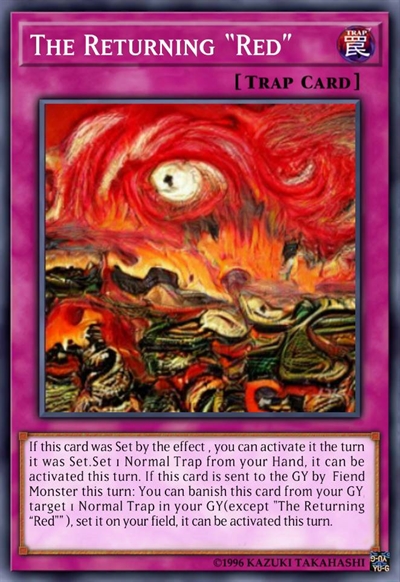 The Returning "Red"
TRAP
罠
[Trap Card]
If this card was Set by the effect , you can activate it the turn
it was Set.Set 1 Normal Trap from your Hand, it can be
activated this turn. If this card is sent to the GY by Fiend
Monster this turn: You can banish this card from your GY
target 1 Normal Trap in your GY(except "The Returning
"Red"" ), set it on your field, it can be activated this turn.
©1996 KAZUKI TAKAHASHI